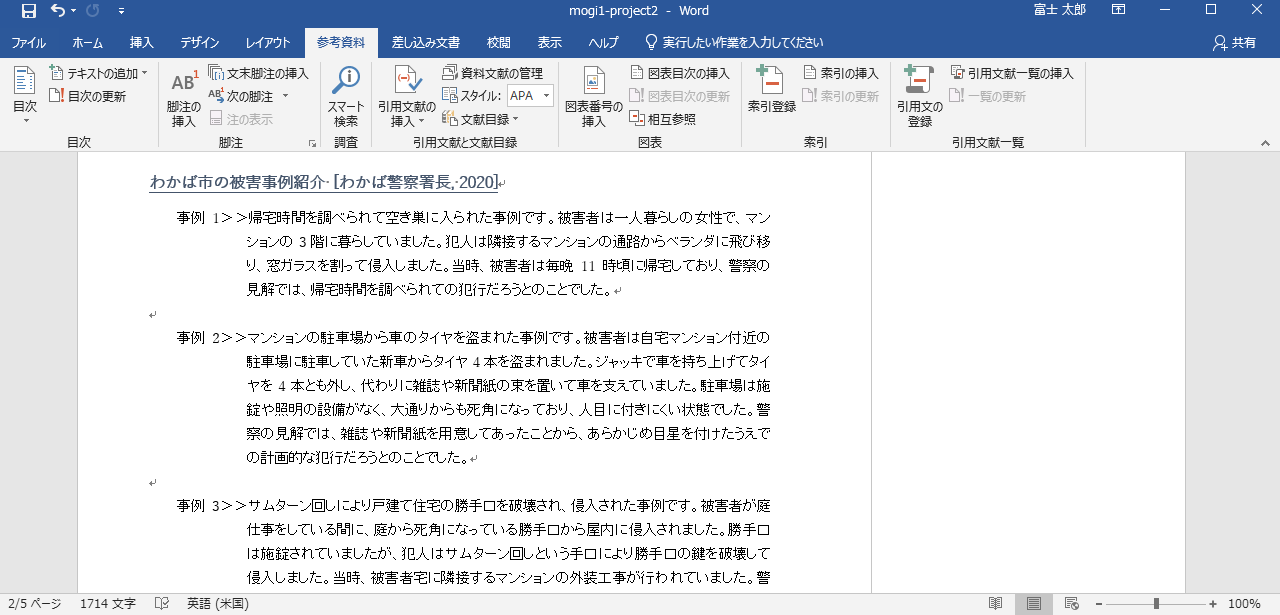 mogi1-project2 - Word
富士 太郎
ファイル ホーム 挿入 デザイン レイアウト 参考資料 差し込み文書 校閲 表示 ヘルプ 実行したい作業を入力してください 共有
目次
テキストの追加
目次の更新
目次
AB1
脚注の
挿入
文末脚注の挿入
AB1 次の脚注
注の表示
脚注
スマート
検索
調査
引用文献の
挿入
資料文献の管理
スタイル: APA
文献目録
引用文献と文献目録
図表番号の
挿入
図表目次の挿入
図表目次の更新
相互参照
図表
索引登録
索引の挿入
索引の更新
索引
引用文の
登録
引用文献一覧の挿入
一覧の更新
引用文献一覧
わかば市の被害事例紹介· [わかば警察署長,·2020]↵
事例 1>>帰宅時間を調べられて空き巣に入られた事例です。被害者は一人暮らしの女性で、マン
ションの 3 階に暮らしていました。犯人は隣接するマンションの通路からベランダに飛び移
り、窓ガラスを割って侵入しました。当時、被害者は毎晩 11 時頃に帰宅しており、警察の
見解では、帰宅時間を調べられての犯行だろうとのことでした。↵
↵
事例 2>>マンションの駐車場から車のタイヤを盗まれた事例です。被害者は自宅マンション付近の
駐車場に駐車していた新車からタイヤ 4 本を盗まれました。ジャッキで車を持ち上げてタイ
ヤを 4 本とも外し、代わりに雑誌や新聞紙の束を置いて車を支えていました。駐車場は施
錠や照明の設備がなく、大通りからも死角になっており、人目に付きにくい状態でした。警
察の見解では、雑誌や新聞紙を用意してあったことから、あらかじめ目星を付けたうえで
の計画的な犯行だろうとのことでした。↵
↵
事例 3>>サムターン回しにより戸建て住宅の勝手口を破壊され、侵入された事例です。被害者が庭
仕事をしている間に、庭から死角になっている勝手口から屋内に侵入されました。勝手口
は施錠されていましたが、犯人はサムターン回しという手口により勝手口の鍵を破壊して
侵入しました。当時、被害者宅に隣接するマンションの外装工事が行われていました。警
2/5 ページ 1714 文字 英語 (米国) 100%